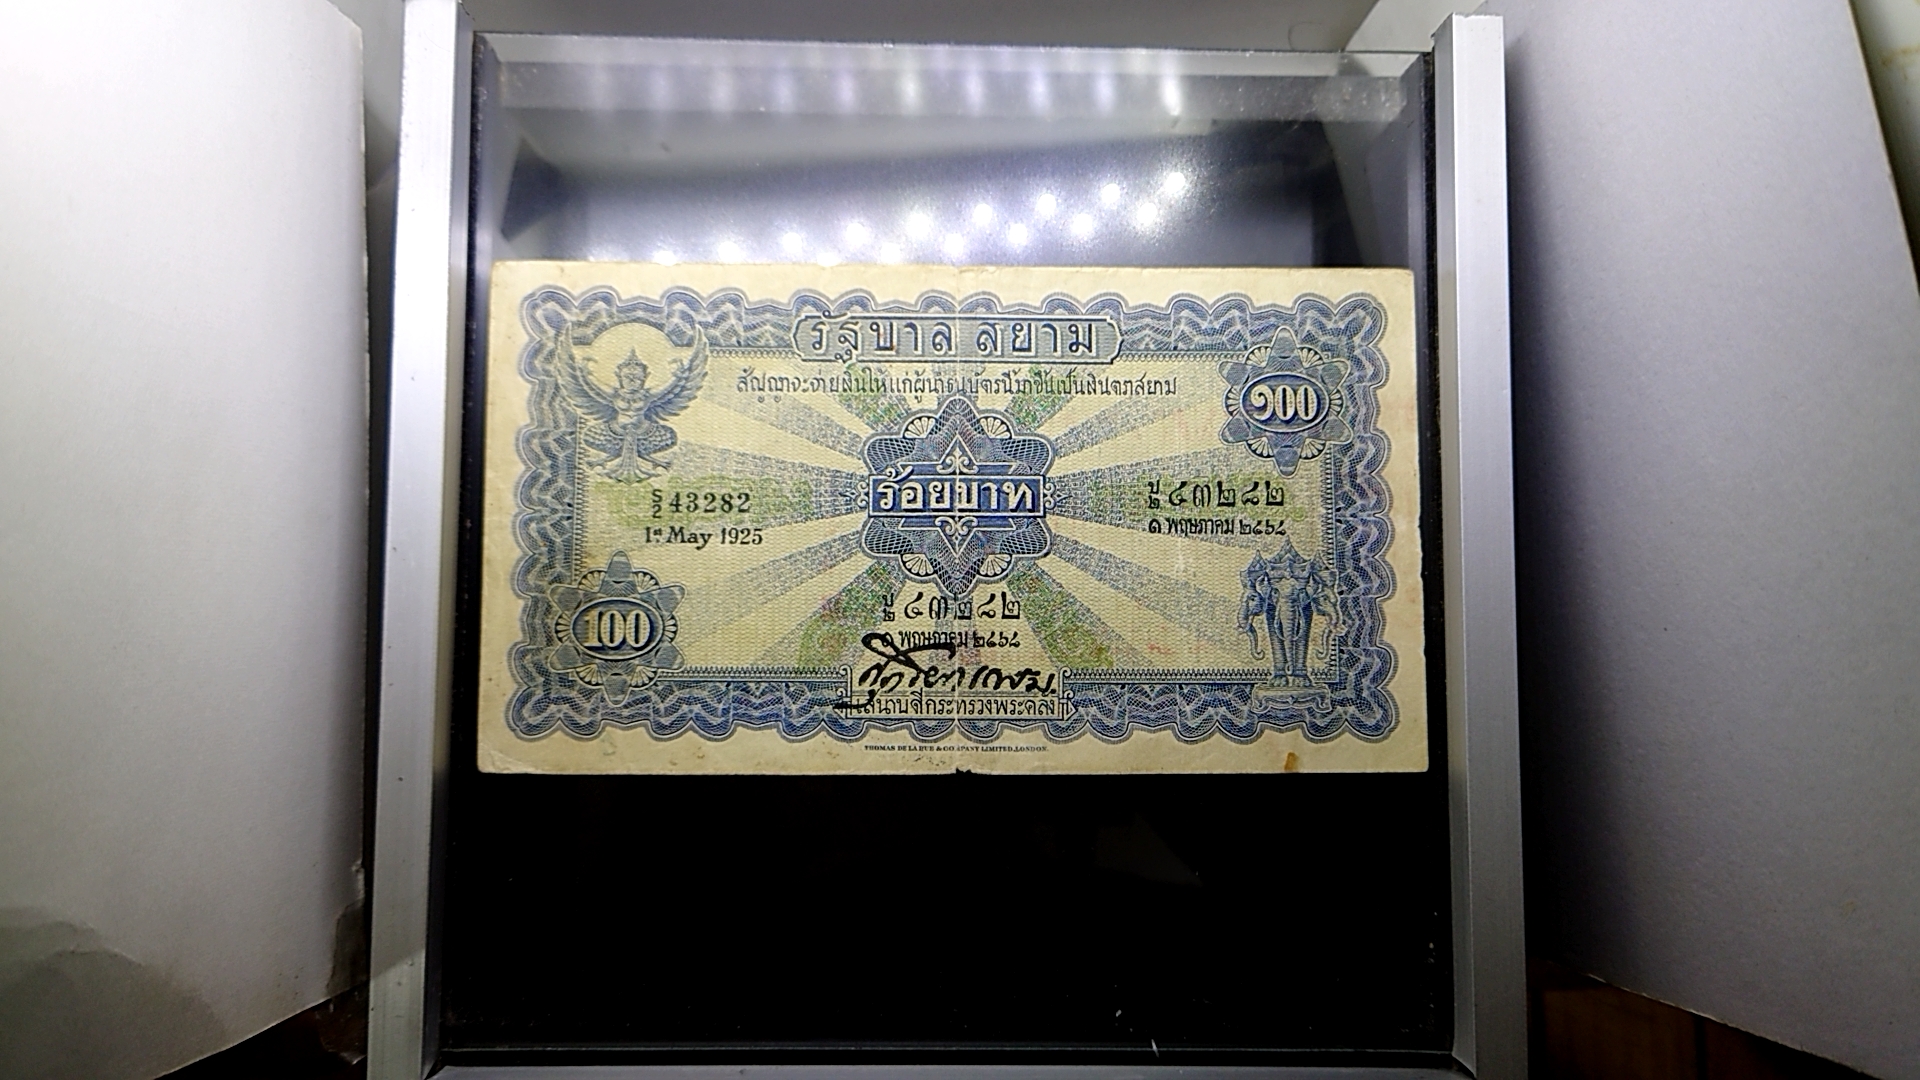 รัฐบาล สยาม
สัญญาจะจ่ายเงินให้แก่ผู้นำธนบัตรนี้มาขึ้นเป็นเงินตราสยาม
๑๐๐
ร้อยบาท
S/2 43282
1st May 1925
ป/๒ ๔๓๒๘๒
๑ พฤษภาคม ๒๔๖๘
100
ป/๒ ๔๓๒๘๒
๑ พฤษภาคม ๒๔๖๘
เสนาบดีกระทรวงพระคลัง
THOMAS DE LA RUE & COMPANY LIMITED, LONDON.